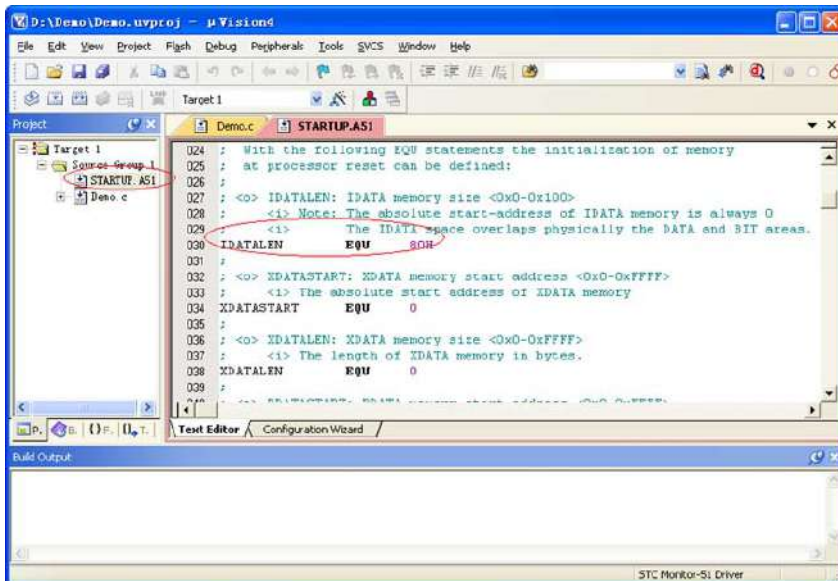 D:\Demo\Demo.uvproj - µVision4
File Edit View Project Flash Debug Peripherals Tools SVCS Window Help
Target 1
Project
Demo.c STARTUP.A51
Target 1
Source Group 1
STARTUP.A51
Demo.c
024 ; With the following EQU statements the initialization of memory
025 ; at processor reset can be defined:
026 ;
027 ; <o> IDATALEN: IDATA memory size <0x0-0x100>
028 ; <i> Note: The absolute start-address of IDATA memory is always 0
029 ; <i> The IDATA space overlaps physically the DATA and BIT areas.
030 IDATALEN EQU 80H
031 ;
032 ; <o> XDATASTART: XDATA memory start address <0x0-0xFFFF>
033 ; <i> The absolute start address of XDATA memory
034 XDATASTART EQU 0
035 ;
036 ; <o> XDATALEN: XDATA memory size <0x0-0xFFFF>
037 ; <i> The length of XDATA memory in bytes.
038 XDATALEN EQU 0
039 ;
P. B. {} F. 0. T.
Text Editor Configuration Wizard
Build Output
STC Monitor-51 Driver